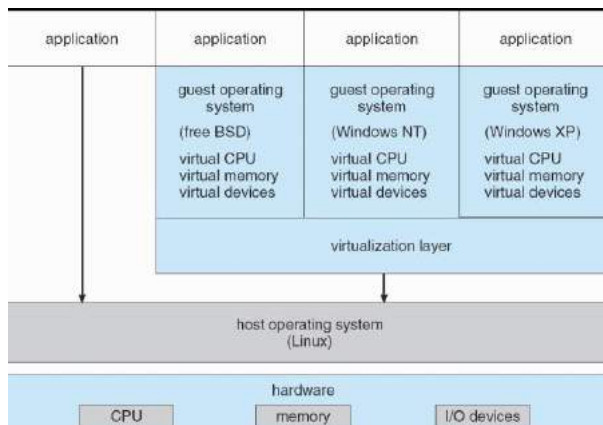 application
application
application
application
guest operating
system
(free BSD)
virtual CPU
virtual memory
virtual devices
guest operating
system
(Windows NT)
virtual CPU
virtual memory
virtual devices
guest operating
system
(Windows XP)
virtual CPU
virtual memory
virtual devices
virtualization layer
host operating system
(Linux)
hardware
CPU
memory
I/O devices